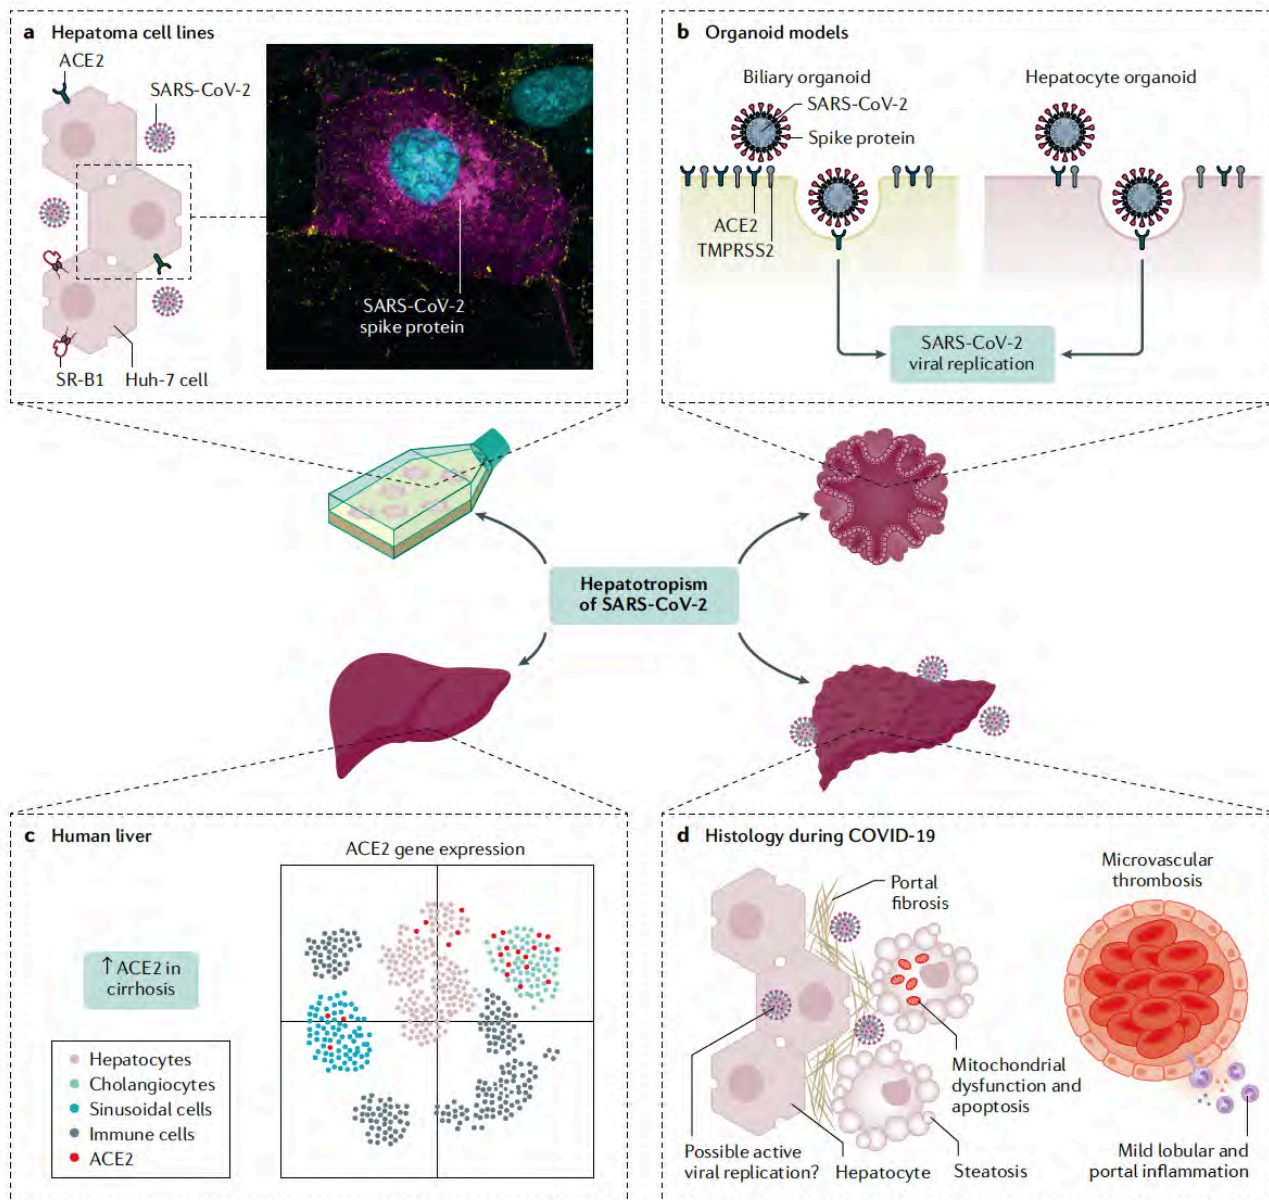 a Hepatoma cell lines
ACE2
SARS-CoV-2
SARS-CoV-2
spike protein
SR-B1
Huh-7 cell
b Organoid models
Biliary organoid
Hepatocyte organoid
SARS-CoV-2
Spike protein
ACE2
TMPRSS2
SARS-CoV-2
viral replication
Hepatotropism
of SARS-CoV-2
c Human liver
ACE2 gene expression
↑ ACE2 in
cirrhosis
Hepatocytes
Cholangiocytes
Sinusoidal cells
Immune cells
ACE2
d Histology during COVID-19
Portal
fibrosis
Microvascular
thrombosis
Mitochondrial
dysfunction and
apoptosis
Possible active
viral replication?
Hepatocyte
Steatosis
Mild lobular and
portal inflammation